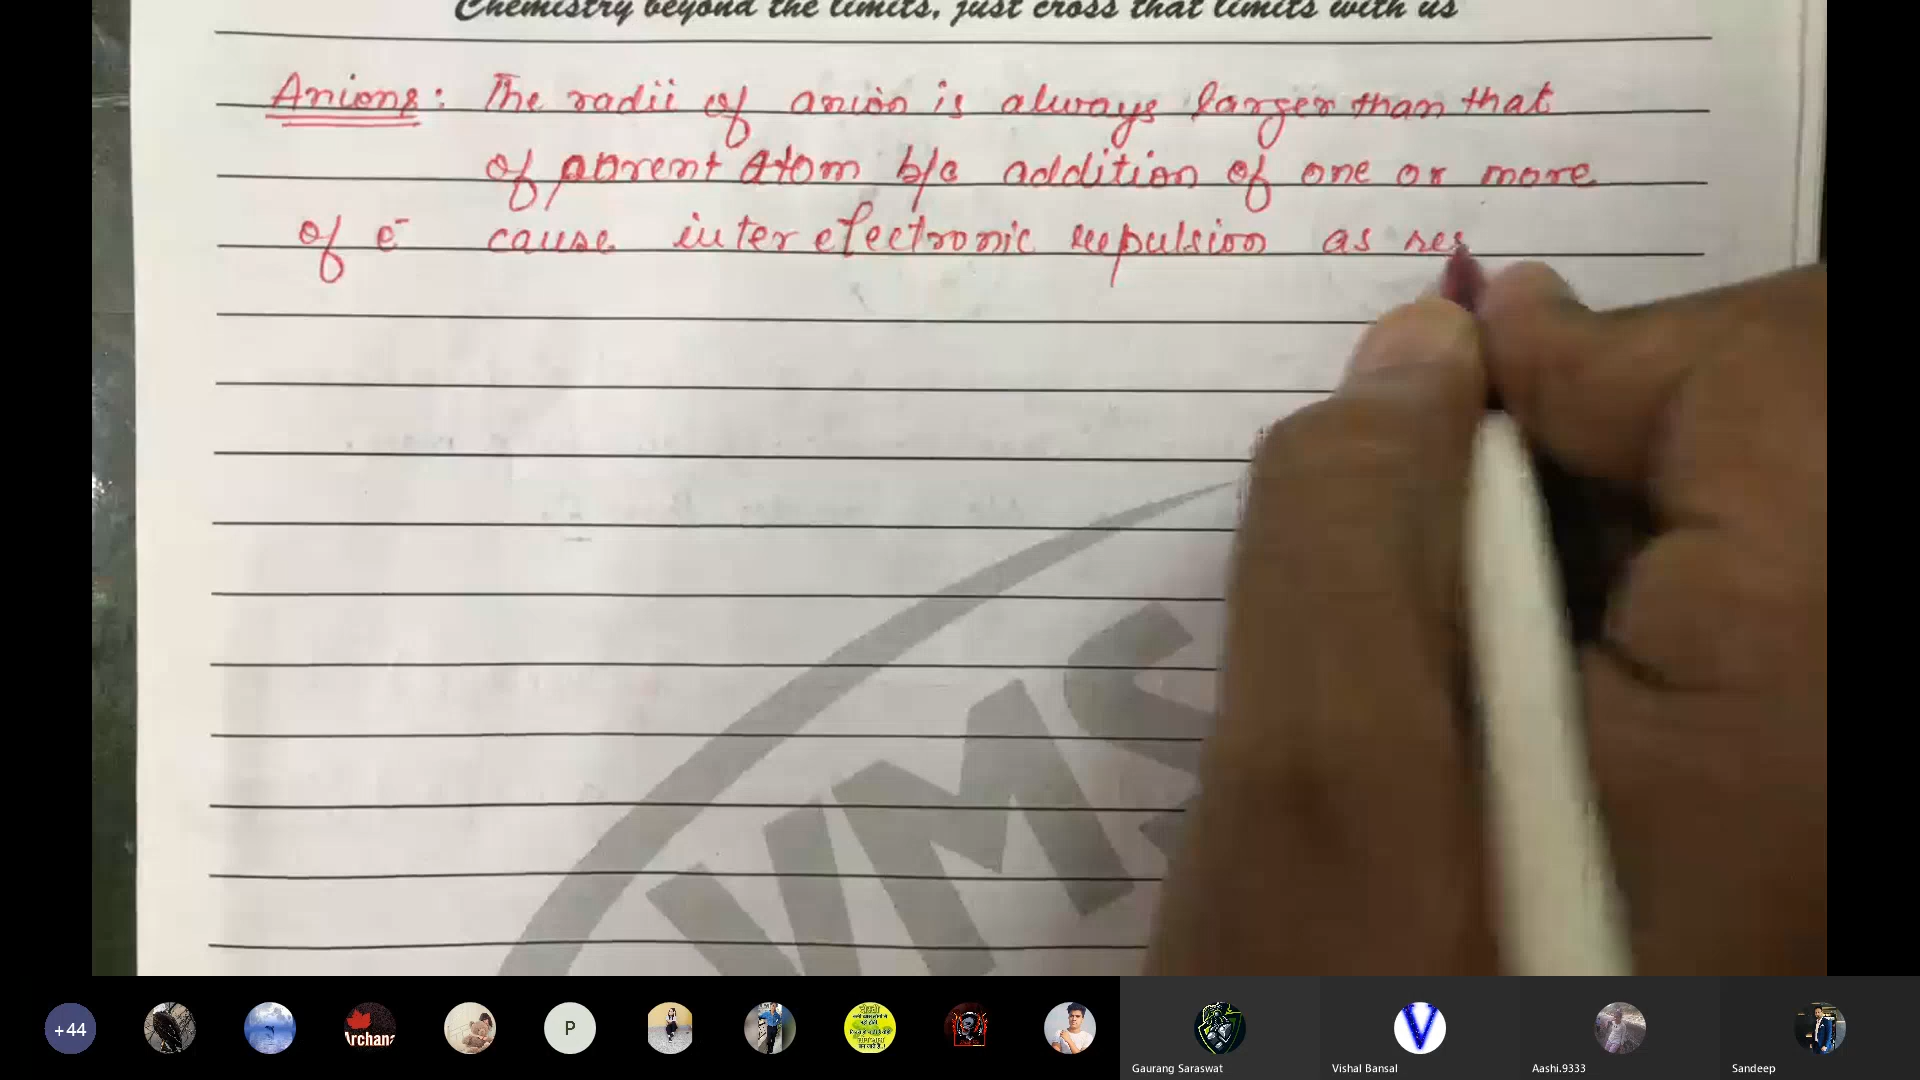 Chemistry beyond the limits, just cross that limits with us
Anions: The radii of anion is always larger than that
of parent Atom b/c addition of one or more
of e⁻ cause inter electronic repulsion as res
VMS
+44
Archana
P
V
Gaurang Saraswat
Vishal Bansal
Aashi.9333
Sandeep